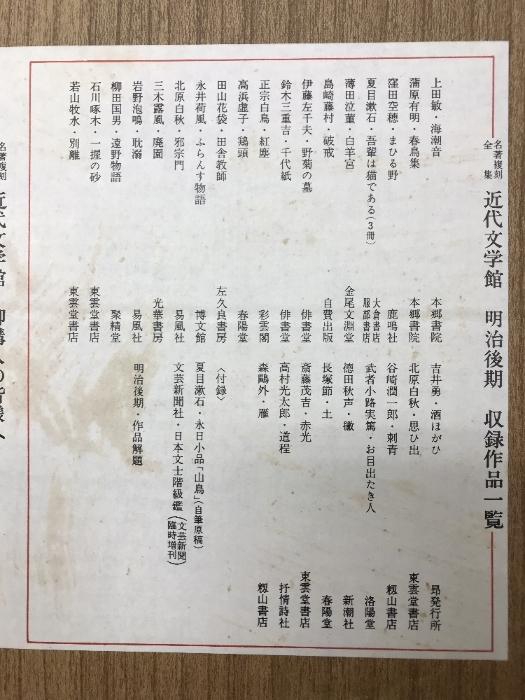 名著複刻全集 近代文学館 明治後期 収録作品一覧
上田敏・海潮音 本郷書院
蒲原有明・春鳥集 本郷書院
窪田空穂・まひる野 鹿鳴社
夏目漱石・吾輩は猫である(3冊) 大倉書店 服部書店
薄田泣菫・白羊宮 金尾文淵堂
島崎藤村・破戒 自費出版
伊藤左千夫・野菊の墓 俳書堂
鈴木三重吉・千代紙 俳書堂
正宗白鳥・紅塵 彩雲閣
高浜虚子・鶏頭 春陽堂
田山花袋・田舎教師 左久良書房
永井荷風・ふらんす物語 博文館
北原白秋・邪宗門 易風社
三木露風・廃園 光華書房
岩野泡鳴・耽溺 易風社
柳田国男・遠野物語 聚精堂
石川啄木・一握の砂 東雲堂書店
若山牧水・別離 東雲堂書店
吉井勇・酒ほがひ 昴発行所
北原白秋・思ひ出 東雲堂書店
谷崎潤一郎・刺青 籾山書店
武者小路実篤・お目出たき人 洛陽堂
徳田秋声・黴 新潮社
長塚節・土 春陽堂
斎藤茂吉・赤光 東雲堂書店
高村光太郎・道程 抒情詩社
森鷗外・雁 籾山書店
〈付録〉
夏目漱石・永日小品「山鳥」(自筆原稿)
文芸新聞社・日本文士階級鑑(文芸新聞臨時増刊)
明治後期・作品解題
名著複刻